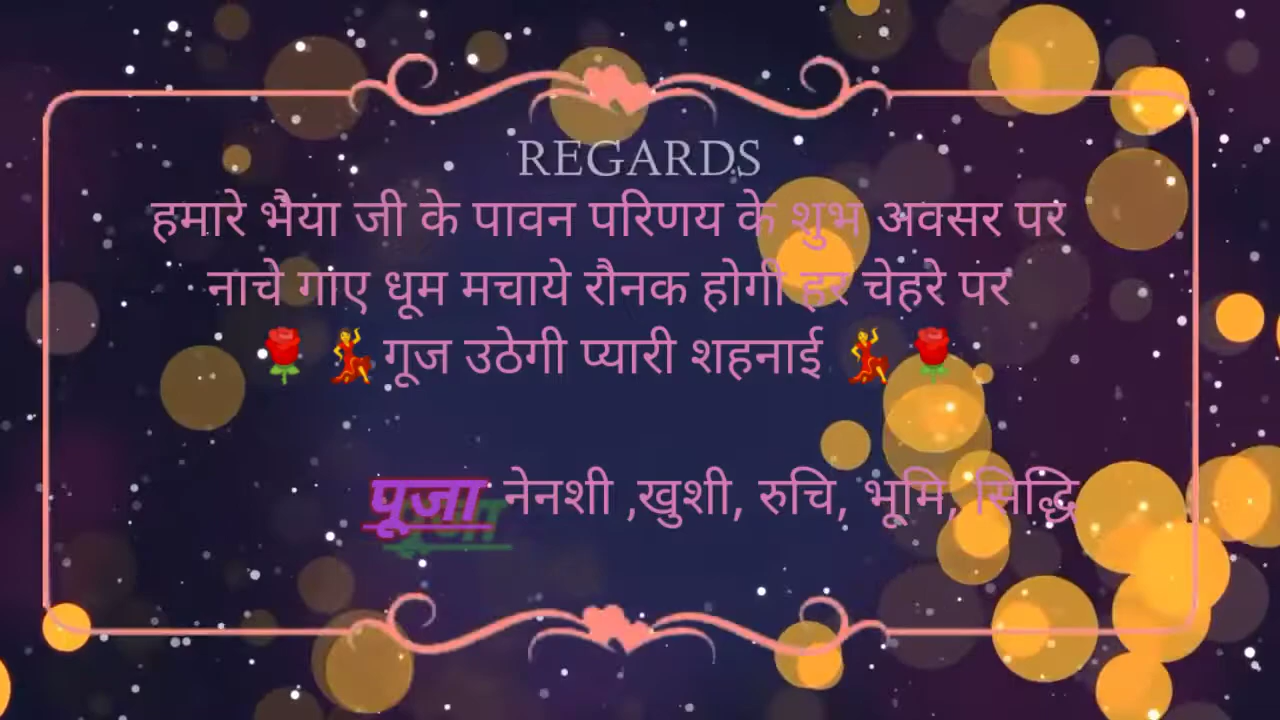 REGARDS
हमारे भैया जी के पावन परिणय के शुभ अवसर पर
नाचे गाए धूम मचाये रौनक होगी हर चेहरे पर
🌹 💃गूज उठेगी प्यारी शहनाई 💃 🌹
पूजा नेनशी ,खुशी, रुचि, भूमि, सिद्धि